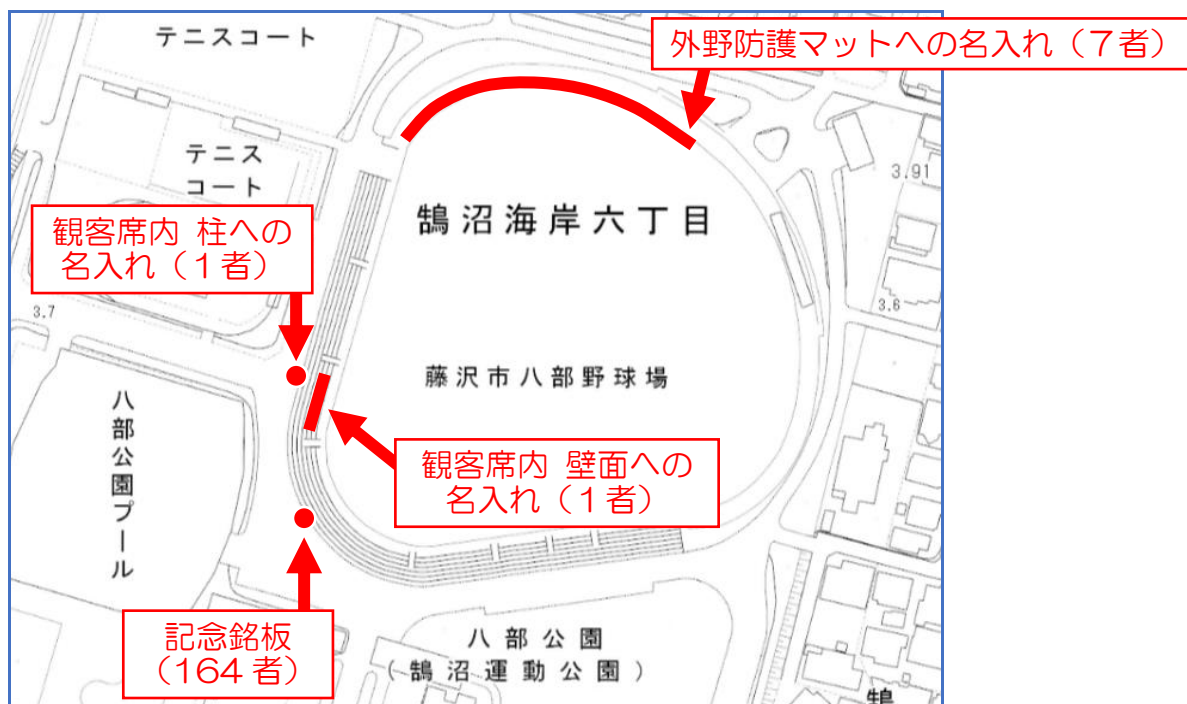 テニスコート
外野防護マットへの名入れ（７者）
テニス
コート
3.91
鵠沼海岸六丁目
観客席内 柱への
名入れ（１者）
3.7
3.6
藤沢市八部野球場
八部公園プール
観客席内 壁面への
名入れ（１者）
記念銘板
（164 者）
八部公園
（鵠沼運動公園）
鵠